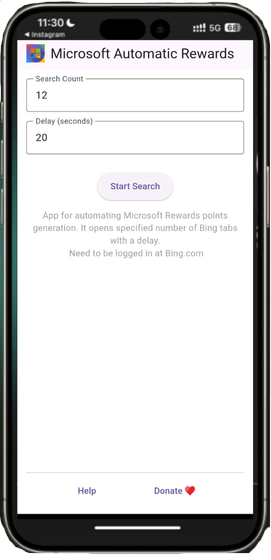 11:30
5G 68
Instagram
Microsoft Automatic Rewards
Search Count
12
Delay (seconds)
20
Start Search
App for automating Microsoft Rewards points
generation. It opens specified number of Bing tabs
with a delay.
Need to be logged in at Bing.com
Help
Donate ❤️